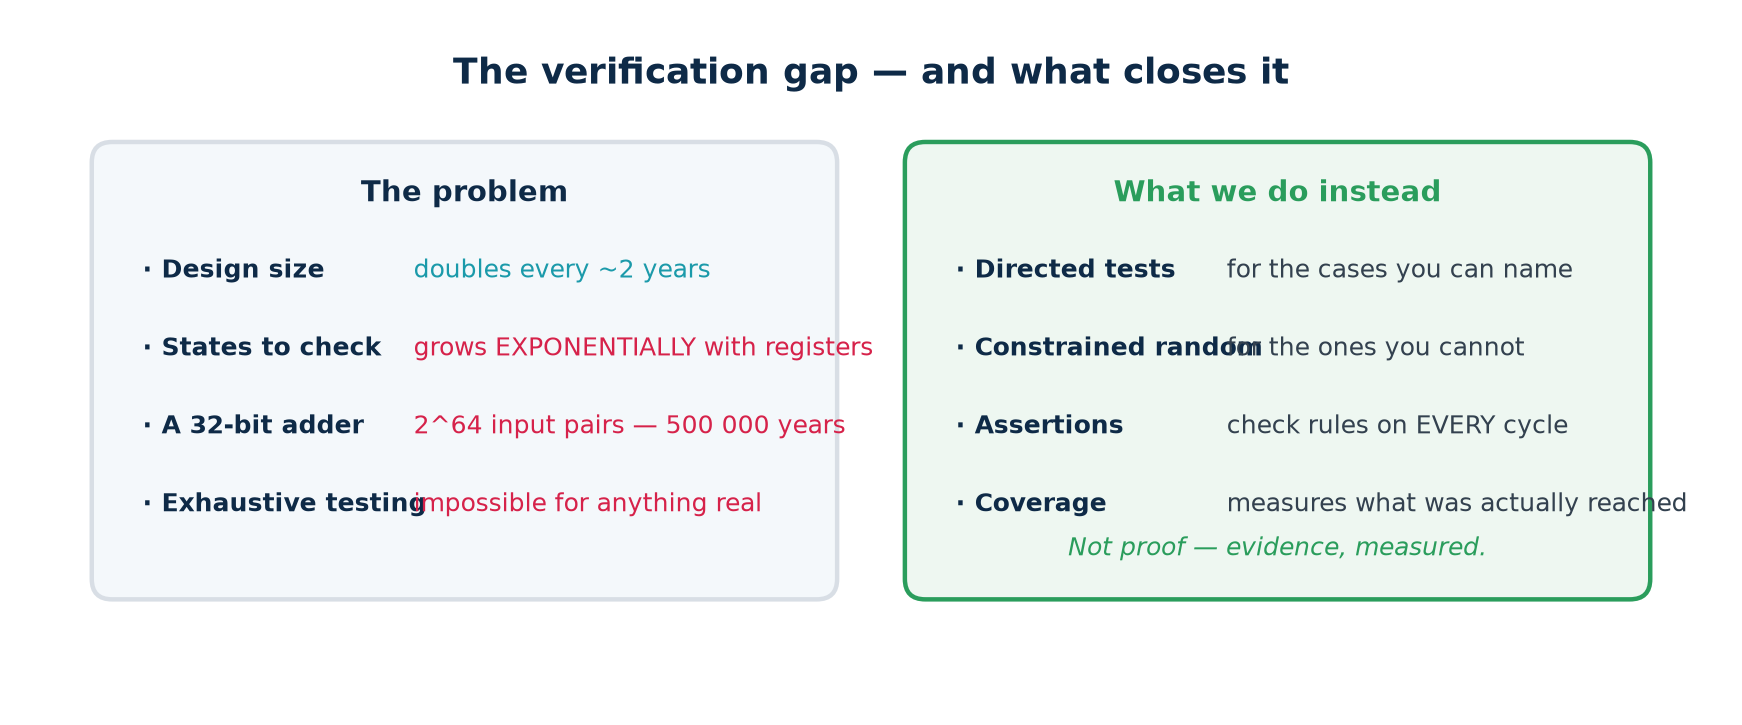 The verification gap — and what closes it
The problem
· Design size doubles every ~2 years
· States to check grows EXPONENTIALLY with registers
· A 32-bit adder 2^64 input pairs — 500 000 years
· Exhaustive testing impossible for anything real
What we do instead
· Directed tests for the cases you can name
· Constrained random for the ones you cannot
· Assertions check rules on EVERY cycle
· Coverage measures what was actually reached
Not proof — evidence, measured.